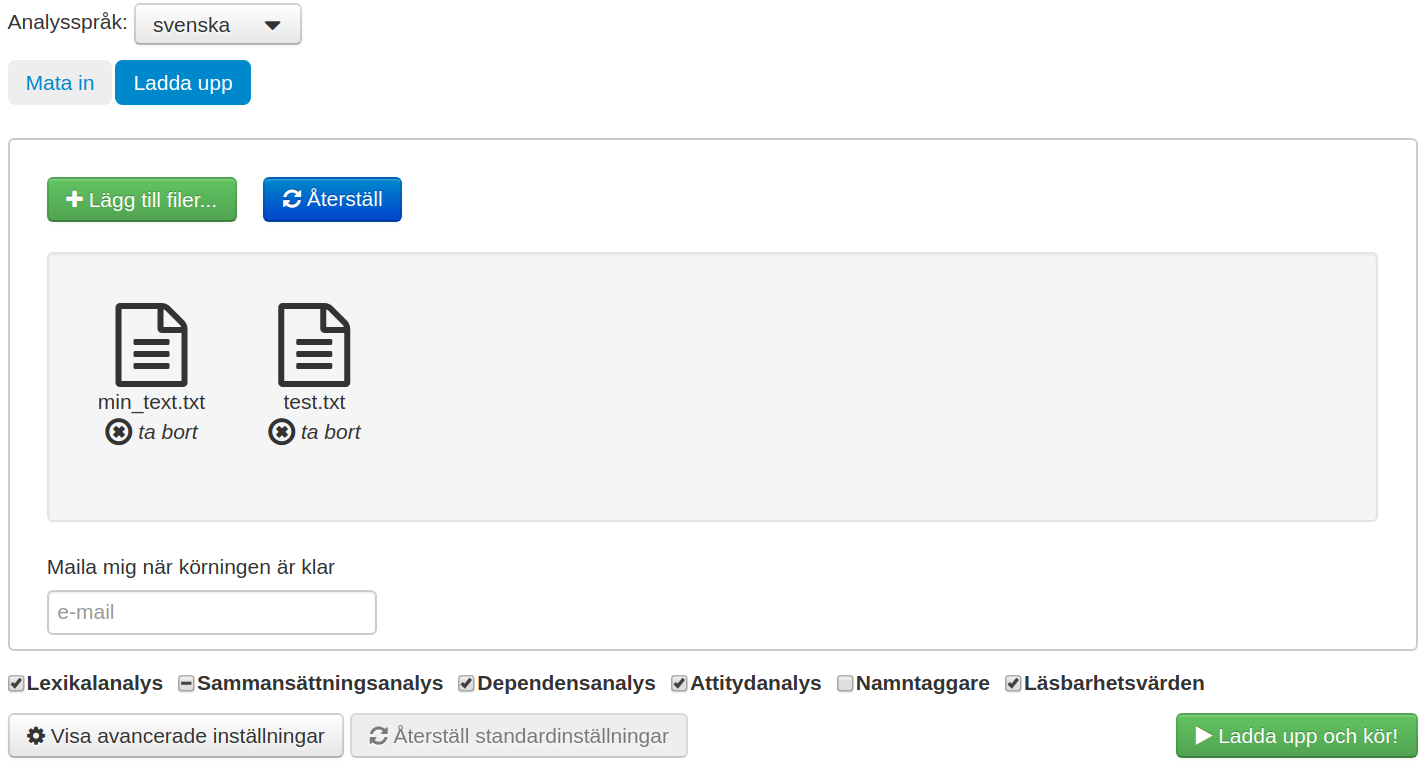 Analysspråk: svenska
Mata in Ladda upp
Lägg till filer... Återställ
min_text.txt test.txt
ta bort ta bort
Maila mig när körningen är klar
e-mail
Lexikalanalys Sammansättningsanalys Dependensanalys Attitydanalys Namntaggare Läsbarhetsvärden
Visa avancerade inställningar Återställ standardinställningar Ladda upp och kör!